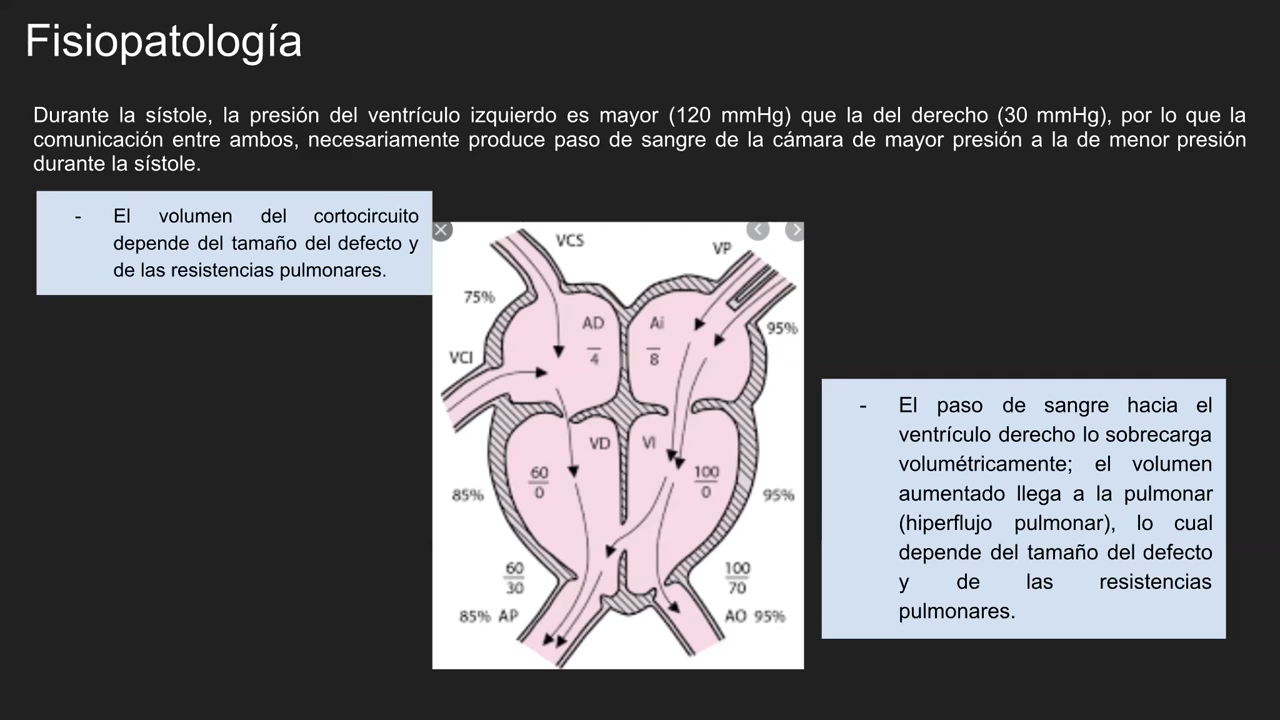 Fisiopatología
Durante la sístole, la presión del ventrículo izquierdo es mayor (120 mmHg) que la del derecho (30 mmHg), por lo que la
comunicación entre ambos, necesariamente produce paso de sangre de la cámara de mayor presión a la de menor presión
durante la sístole.
- El volumen del cortocircuito
depende del tamaño del defecto y
de las resistencias pulmonares.
VCS
VP
75%
AD
Ai
95%
4
8
VCI
VD
VI
60
0
100
0
85%
95%
60
30
100
70
85% AP
AO 95%
- El paso de sangre hacia el
ventrículo derecho lo sobrecarga
volumétricamente; el volumen
aumentado llega a la pulmonar
(hiperflujo pulmonar), lo cual
depende del tamaño del defecto
y de las resistencias
pulmonares.